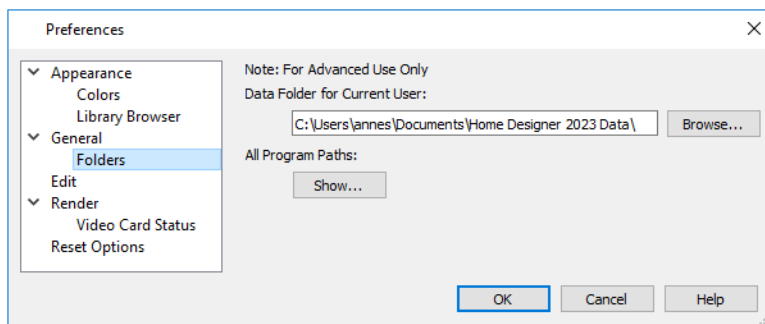 Preferences
Appearance
Colors
Library Browser
General
Folders
Edit
Render
Video Card Status
Reset Options
Note: For Advanced Use Only
Data Folder for Current User:
C:\Users\annes\Documents\Home Designer 2023 Data\
Browse...
All Program Paths:
Show...
OK
Cancel
Help